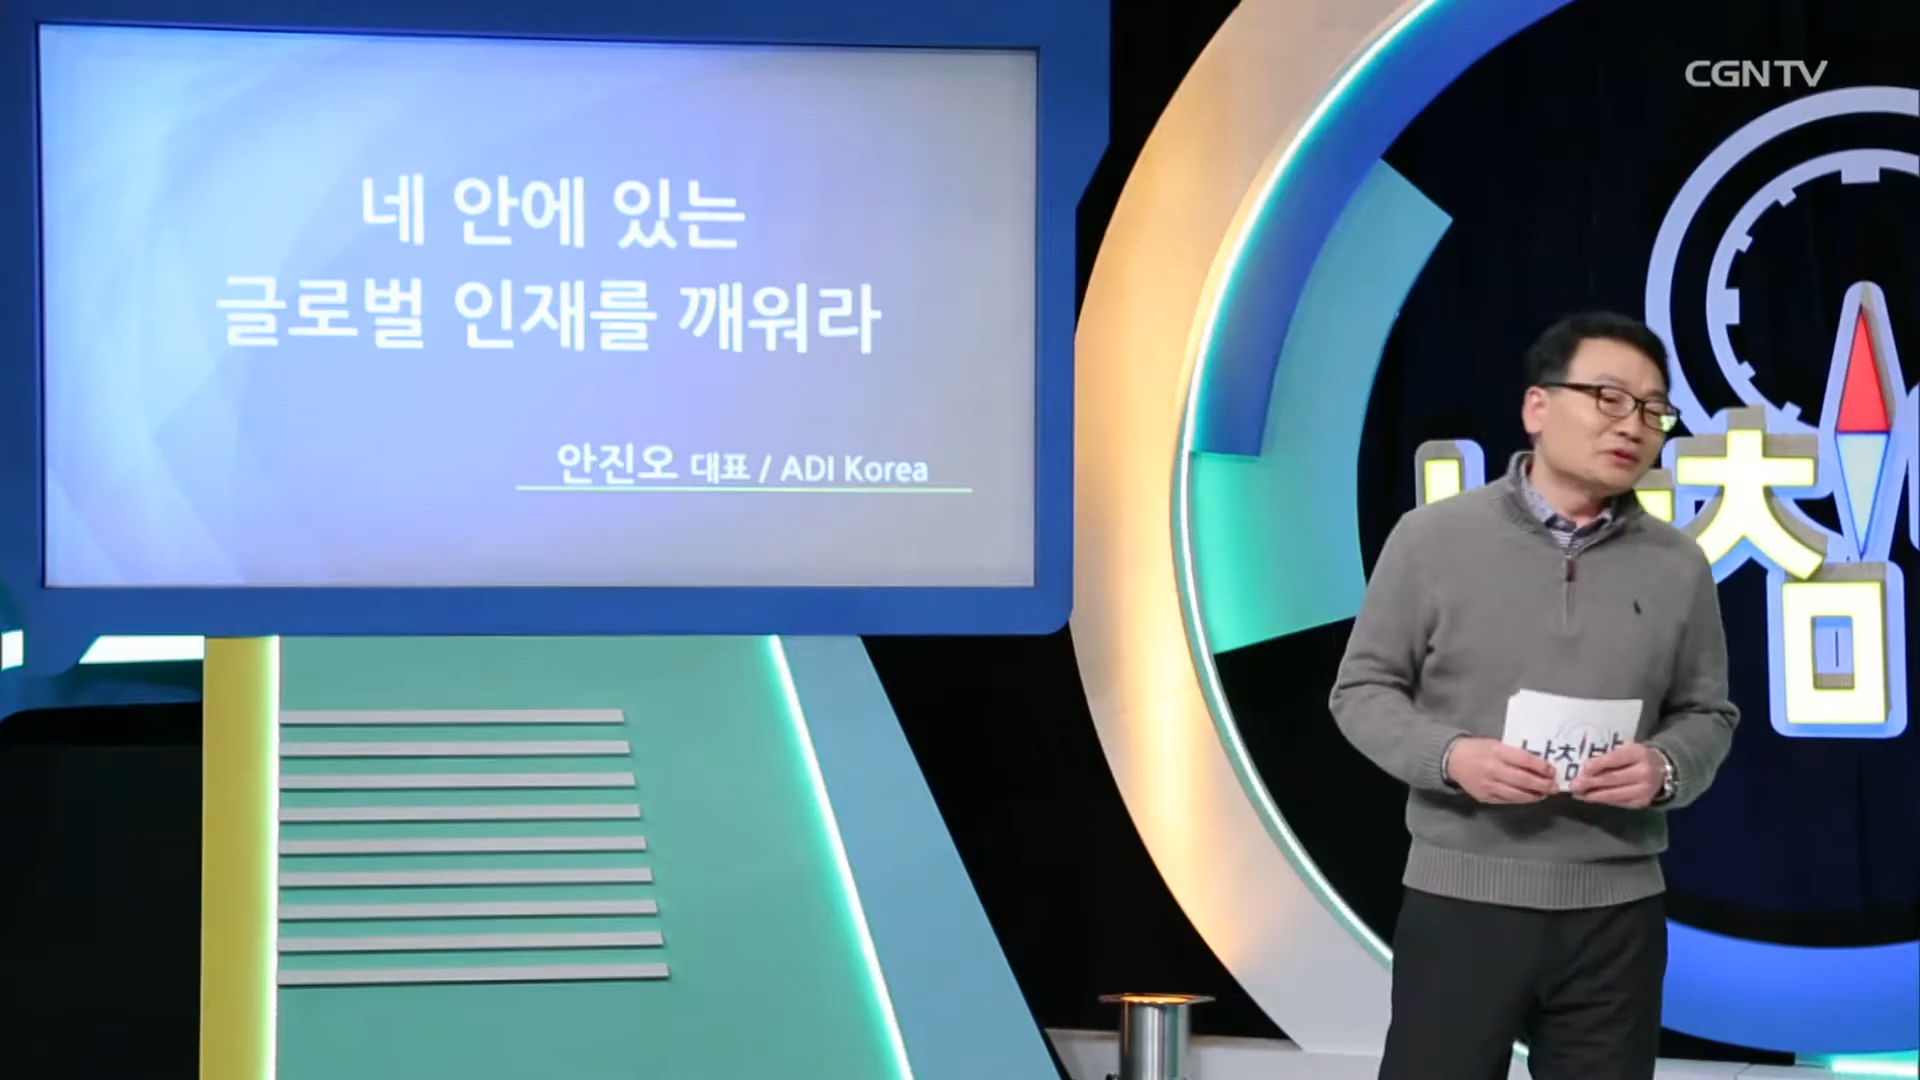 CGNTV
네 안에 있는
글로벌 인재를 깨워라
안진오 대표 / ADI Korea
침